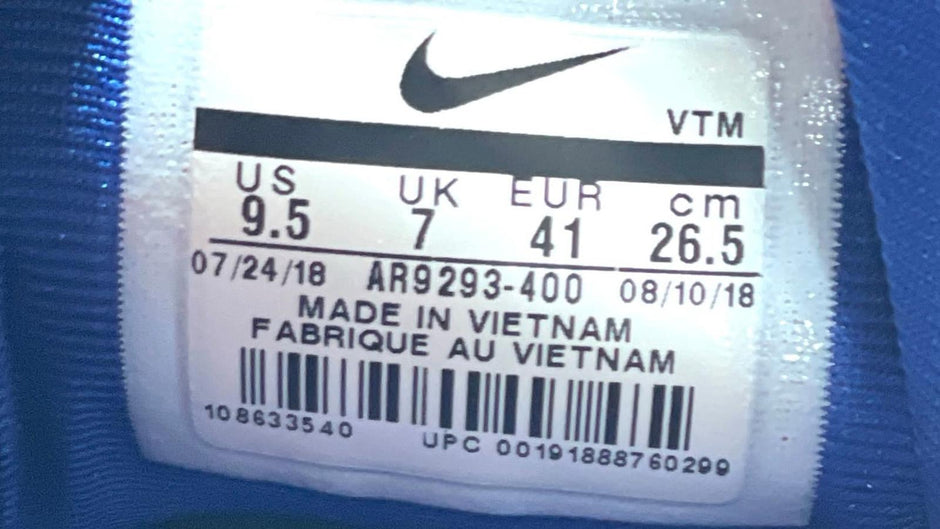 VTM
US UK EUR cm
9.5 7 41 26.5
07/24/18 AR9293-400 08/10/18
MADE IN VIETNAM
FABRIQUE AU VIETNAM
108633540 UPC 00191888760299